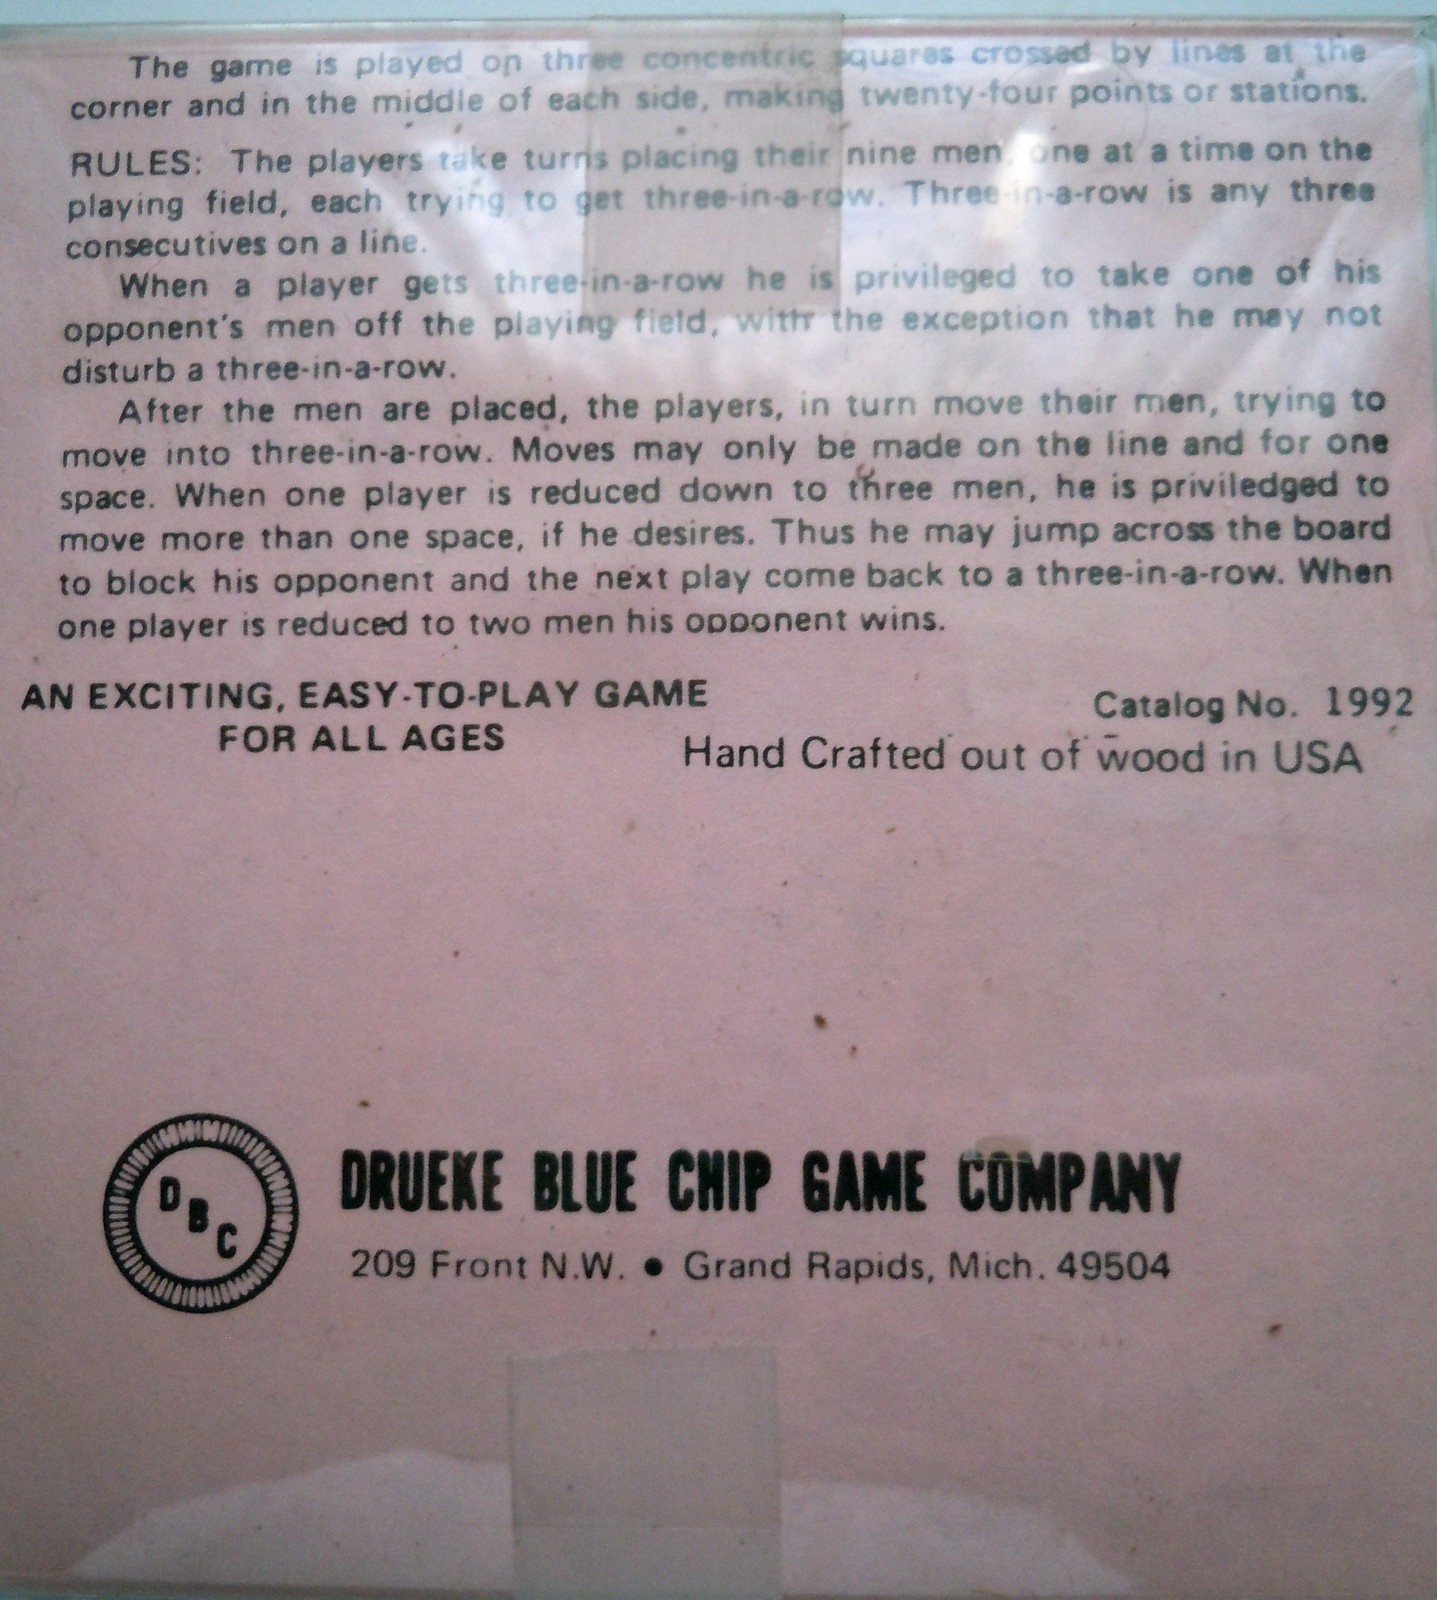 The game is played on three concentric squares crossed by lines at the
corner and in the middle of each side, making twenty-four points or stations.
RULES: The players take turns placing their nine men, one at a time on the
playing field, each trying to get three-in-a-row. Three-in-a-row is any three
consecutives on a line.
When a player gets three-in-a-row he is privileged to take one of his
opponent's men off the playing field, with the exception that he may not
disturb a three-in-a-row.
After the men are placed, the players, in turn move their men, trying to
move into three-in-a-row. Moves may only be made on the line and for one
space. When one player is reduced down to three men, he is priviledged to
move more than one space, if he desires. Thus he may jump across the board
to block his opponent and the next play come back to a three-in-a-row. When
one player is reduced to two men his opponent wins.
AN EXCITING, EASY-TO-PLAY GAME
FOR ALL AGES
Catalog No. 1992
Hand Crafted out of wood in USA
DBC
DRUEKE BLUE CHIP GAME COMPANY
209 Front N.W. • Grand Rapids, Mich. 49504